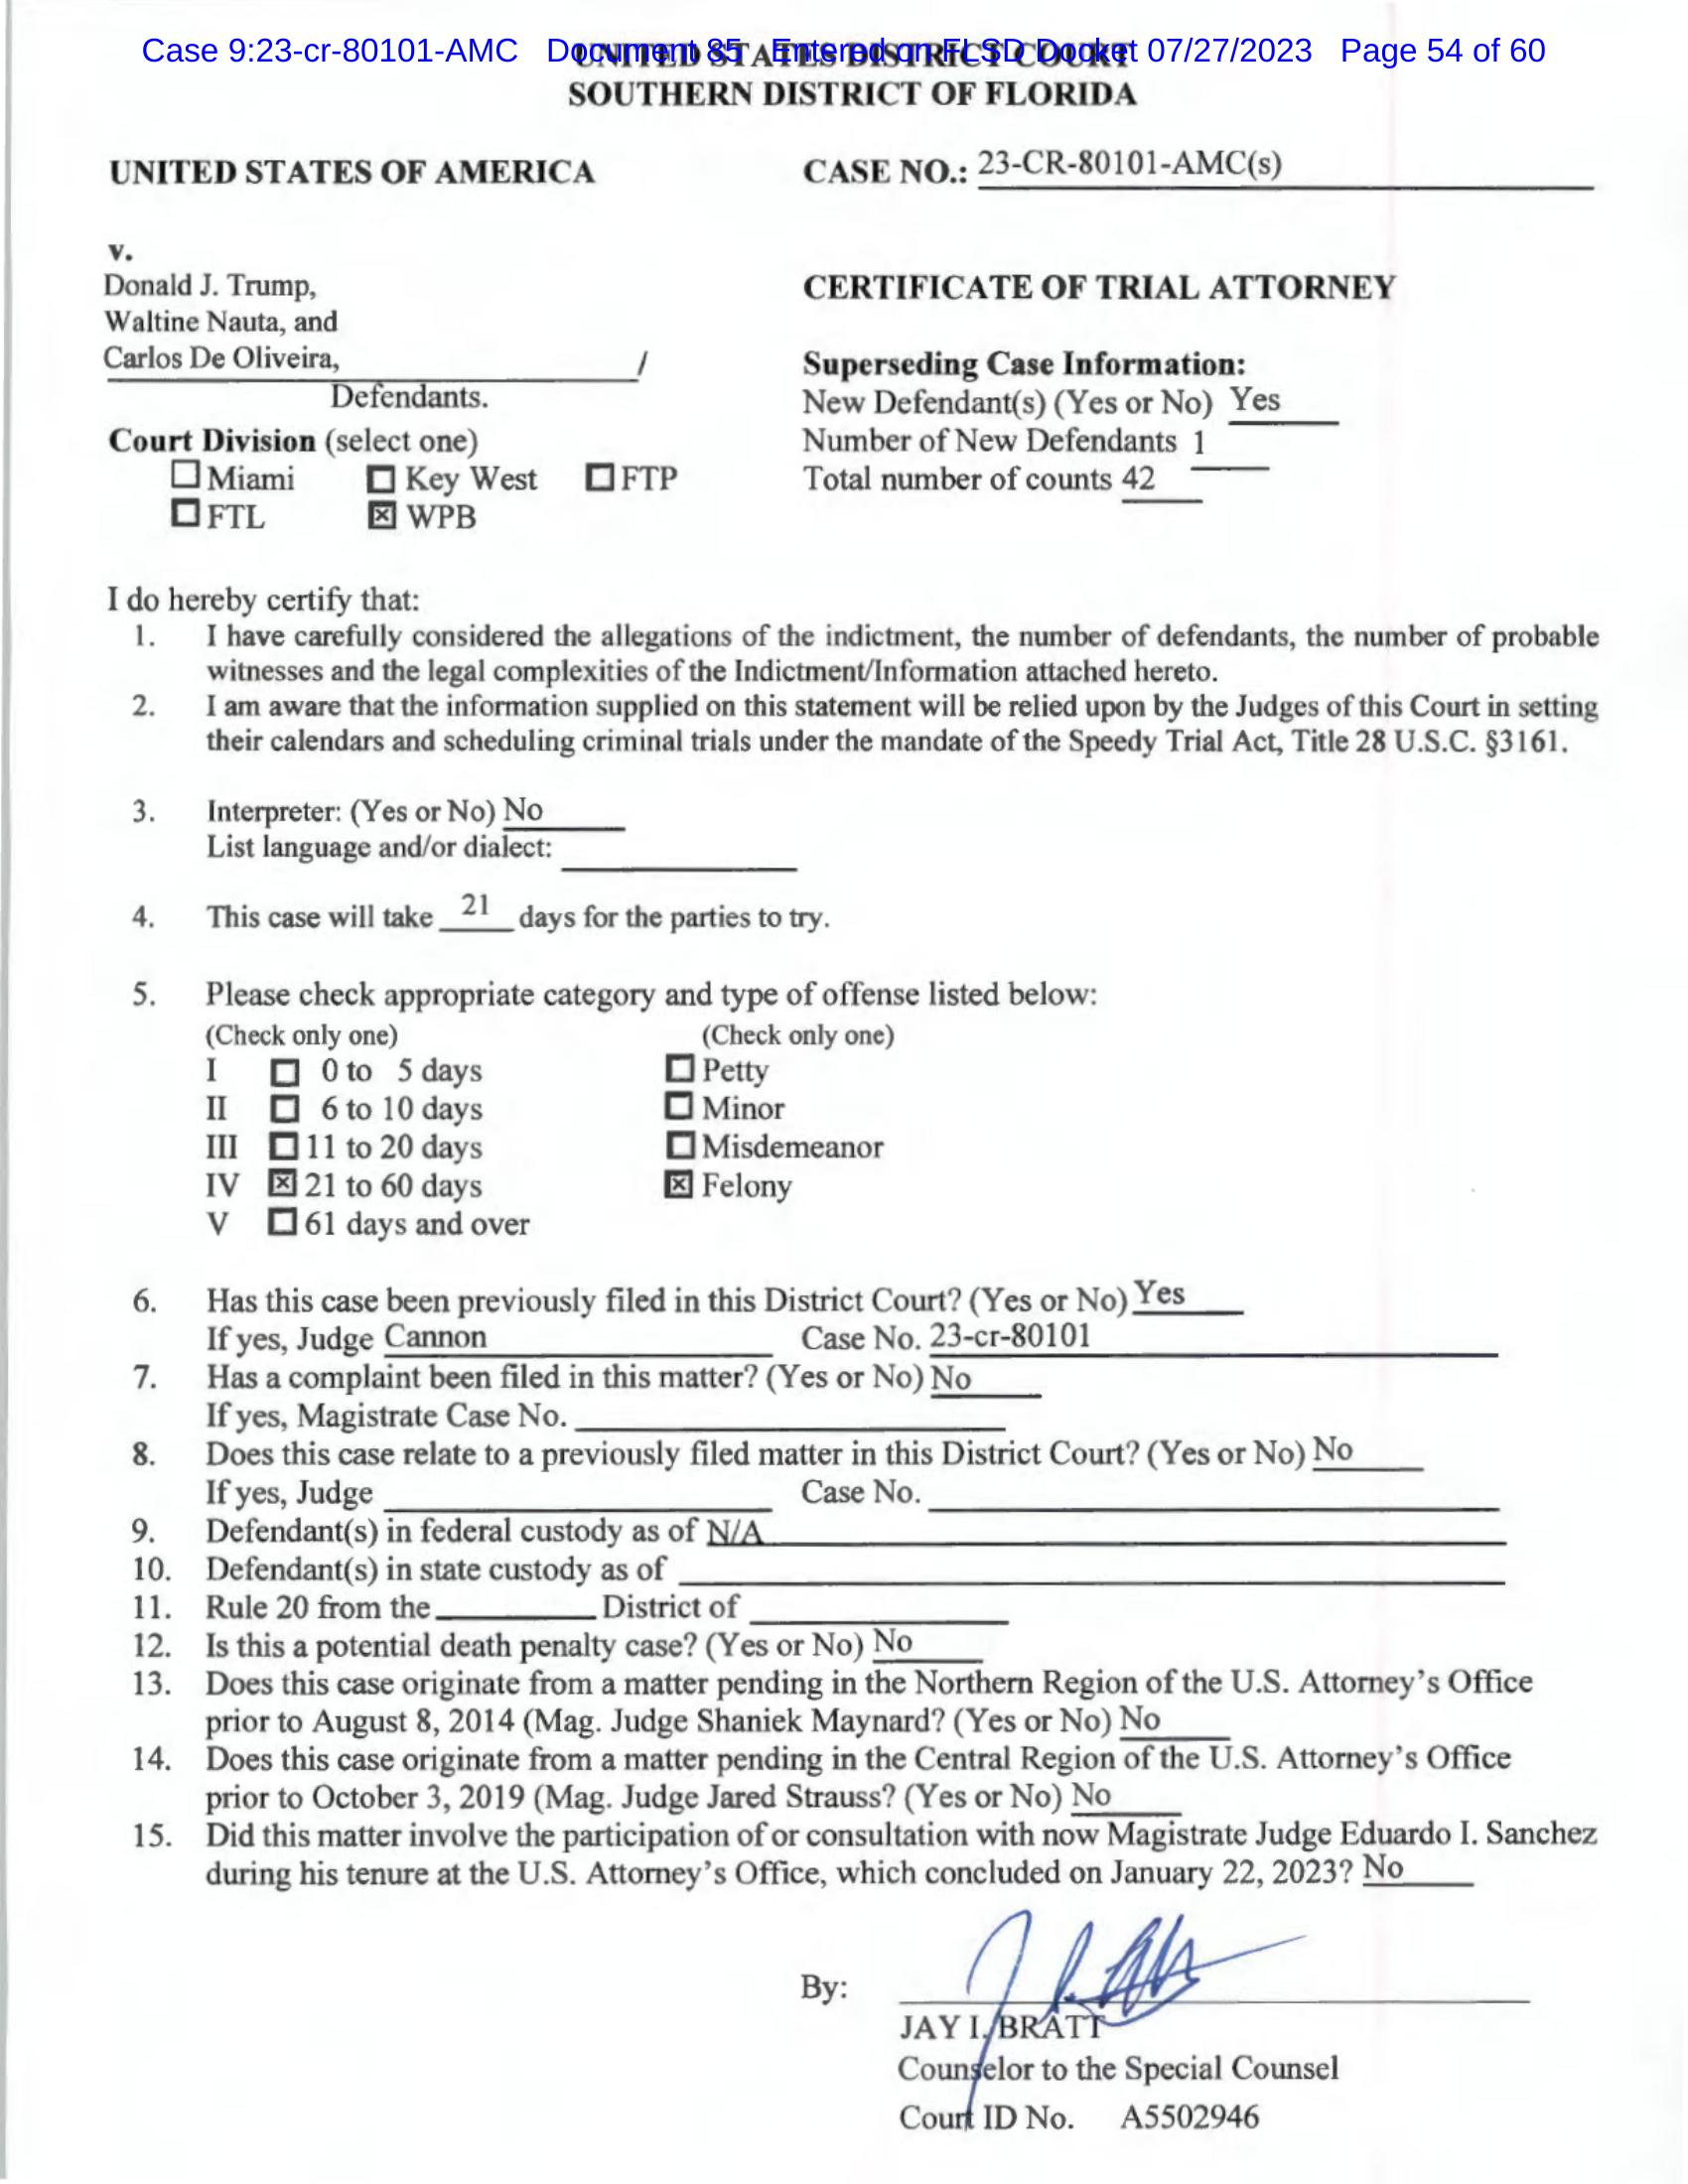 Case 9:23-cr-80101-AMC Document 85 Entered on FLSD Docket 07/27/2023 Page 54 of 60
UNITED STATES DISTRICT COURT
SOUTHERN DISTRICT OF FLORIDA
UNITED STATES OF AMERICA CASE NO.: 23-CR-80101-AMC(s)
v.
Donald J. Trump, CERTIFICATE OF TRIAL ATTORNEY
Waltine Nauta, and
Carlos De Oliveira, / Superseding Case Information:
Defendants. New Defendant(s) (Yes or No) Yes
Court Division (select one) Number of New Defendants 1
☐ Miami ☐ Key West ☐ FTP Total number of counts 42
☐ FTL ☒ WPB
I do hereby certify that:
1. I have carefully considered the allegations of the indictment, the number of defendants, the number of probable
witnesses and the legal complexities of the Indictment/Information attached hereto.
2. I am aware that the information supplied on this statement will be relied upon by the Judges of this Court in setting
their calendars and scheduling criminal trials under the mandate of the Speedy Trial Act, Title 28 U.S.C. §3161.
3. Interpreter: (Yes or No) No
List language and/or dialect:
4. This case will take 21 days for the parties to try.
5. Please check appropriate category and type of offense listed below:
(Check only one) (Check only one)
I ☐ 0 to 5 days ☐ Petty
II ☐ 6 to 10 days ☐ Minor
III ☐ 11 to 20 days ☐ Misdemeanor
IV ☒ 21 to 60 days ☒ Felony
V ☐ 61 days and over
6. Has this case been previously filed in this District Court? (Yes or No) Yes
If yes, Judge Cannon Case No. 23-cr-80101
7. Has a complaint been filed in this matter? (Yes or No) No
If yes, Magistrate Case No.
8. Does this case relate to a previously filed matter in this District Court? (Yes or No) No
If yes, Judge Case No.
9. Defendant(s) in federal custody as of N/A
10. Defendant(s) in state custody as of
11. Rule 20 from the District of
12. Is this a potential death penalty case? (Yes or No) No
13. Does this case originate from a matter pending in the Northern Region of the U.S. Attorney's Office
prior to August 8, 2014 (Mag. Judge Shaniek Maynard? (Yes or No) No
14. Does this case originate from a matter pending in the Central Region of the U.S. Attorney's Office
prior to October 3, 2019 (Mag. Judge Jared Strauss? (Yes or No) No
15. Did this matter involve the participation of or consultation with now Magistrate Judge Eduardo I. Sanchez
during his tenure at the U.S. Attorney's Office, which concluded on January 22, 2023? No
By:
JAY I. BRATT
Counselor to the Special Counsel
Court ID No. A5502946